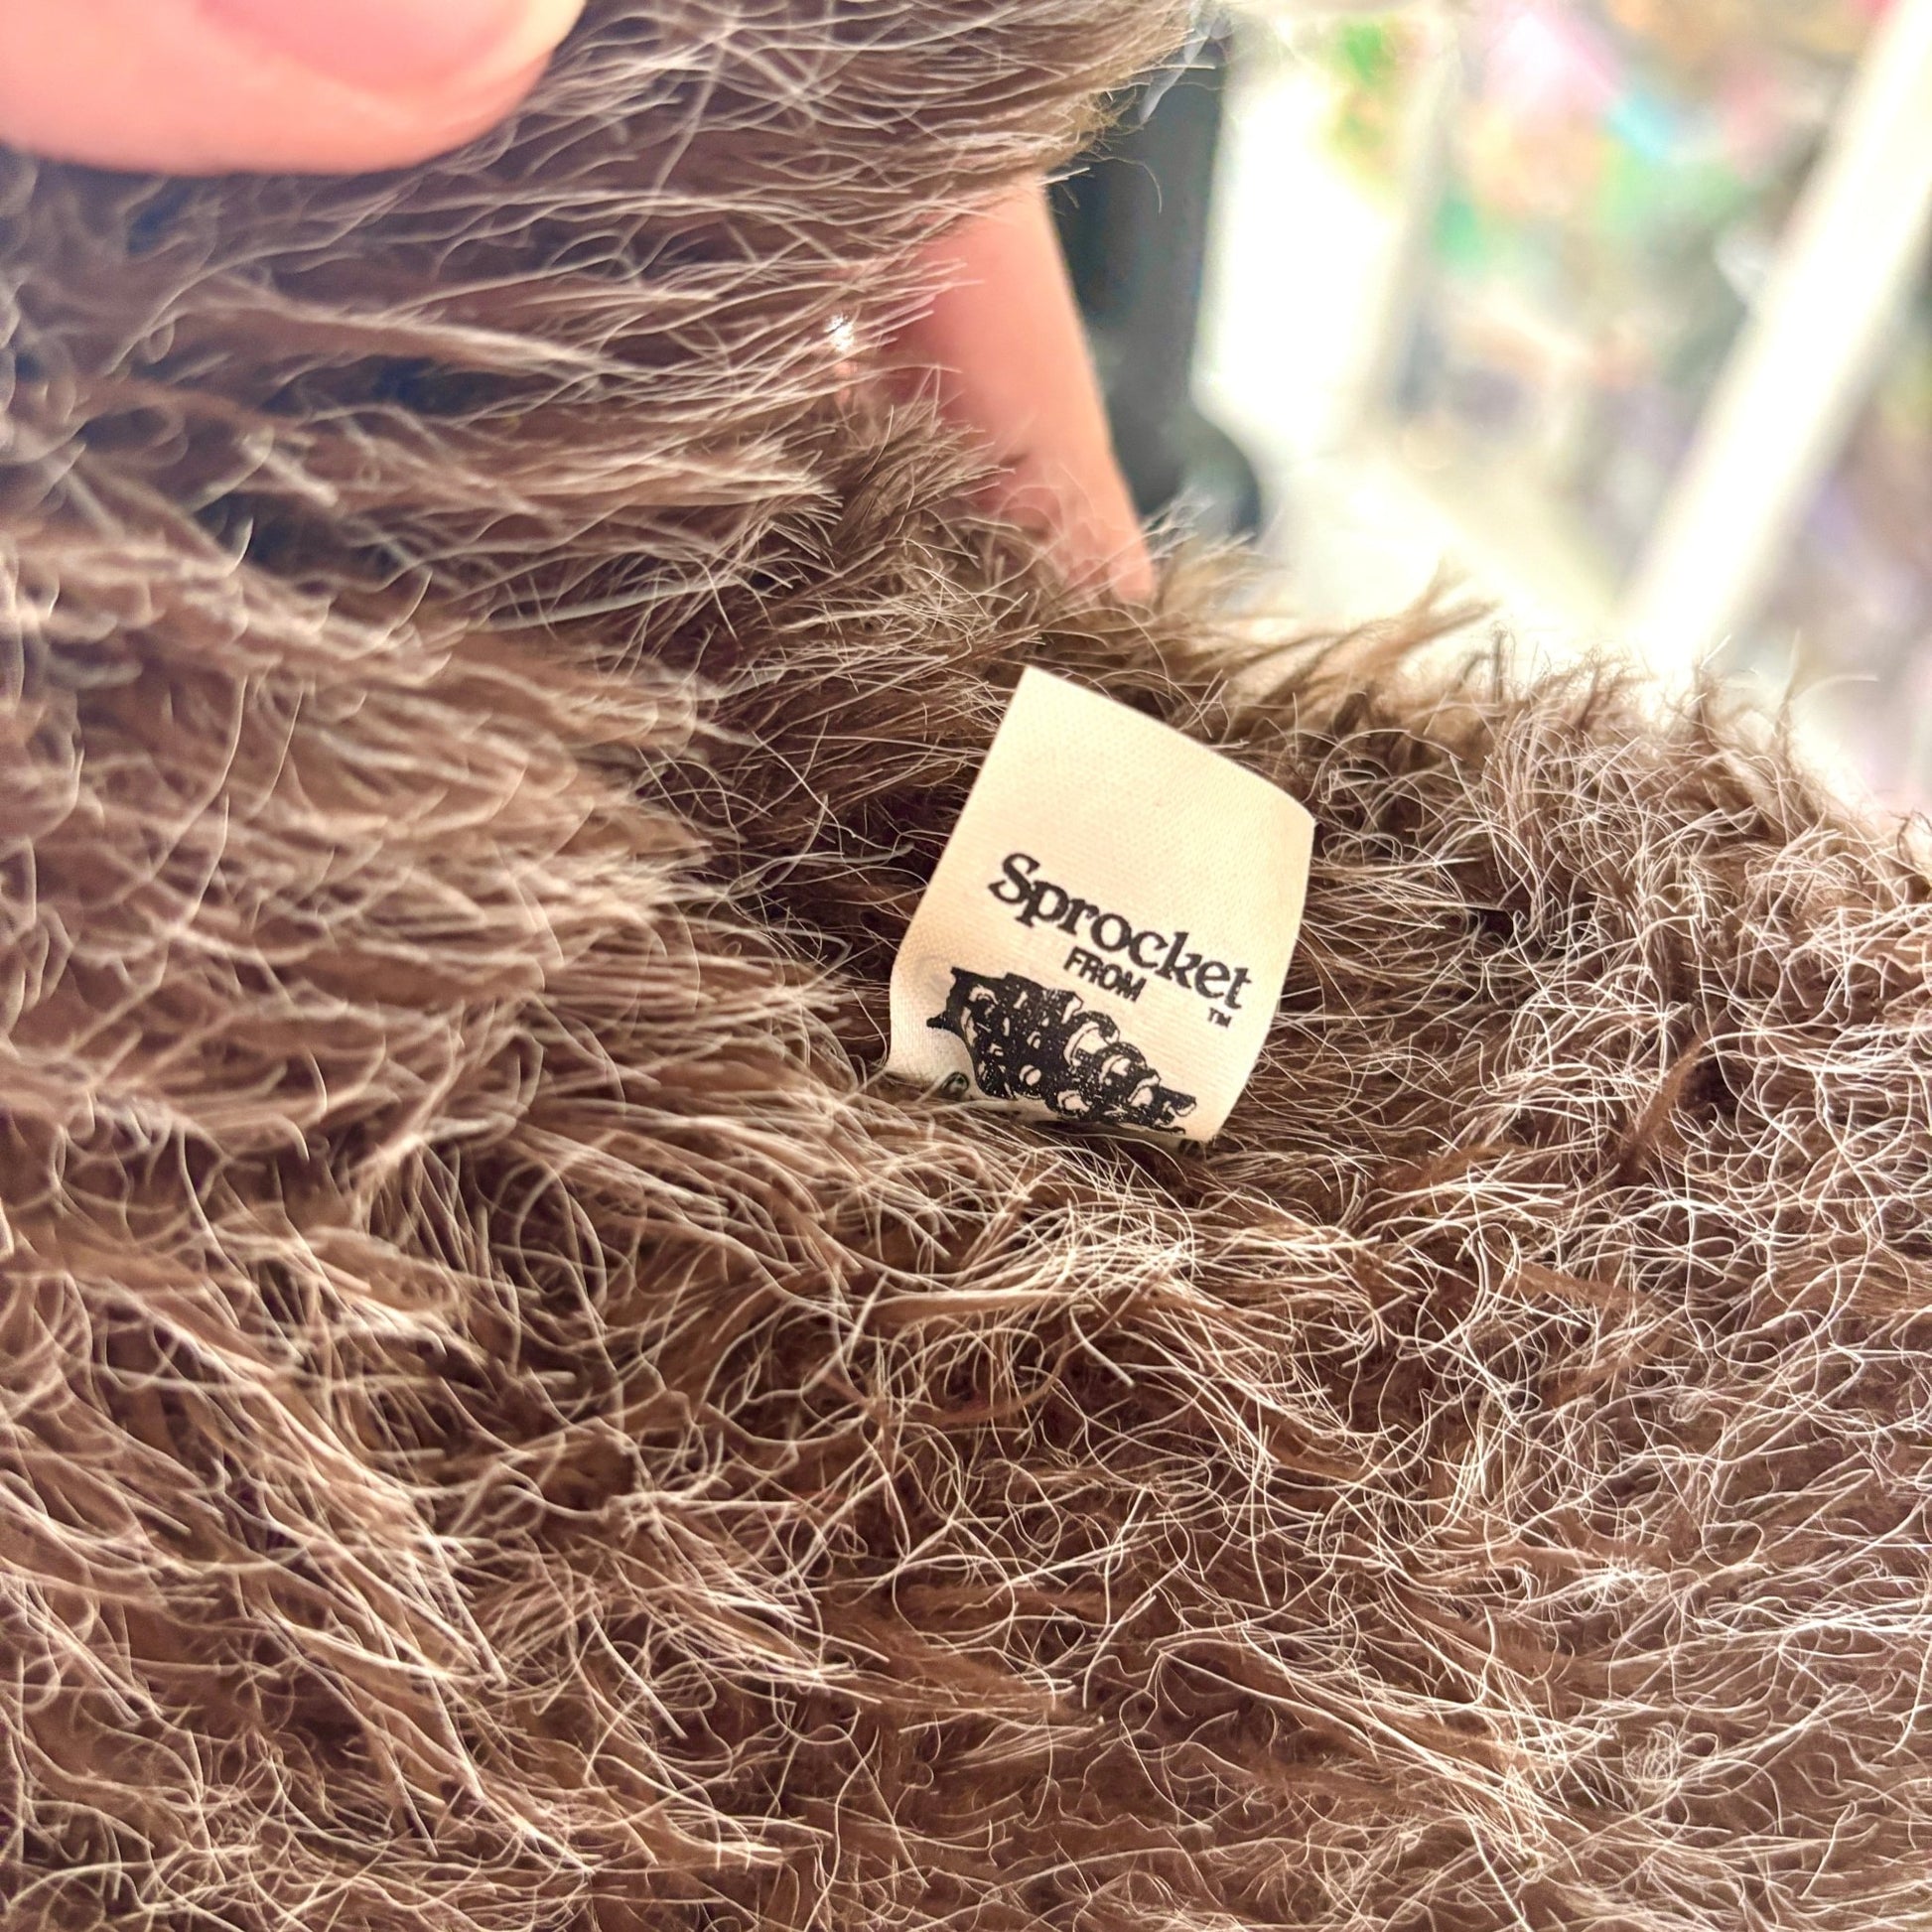 Sprocket
FROM
™